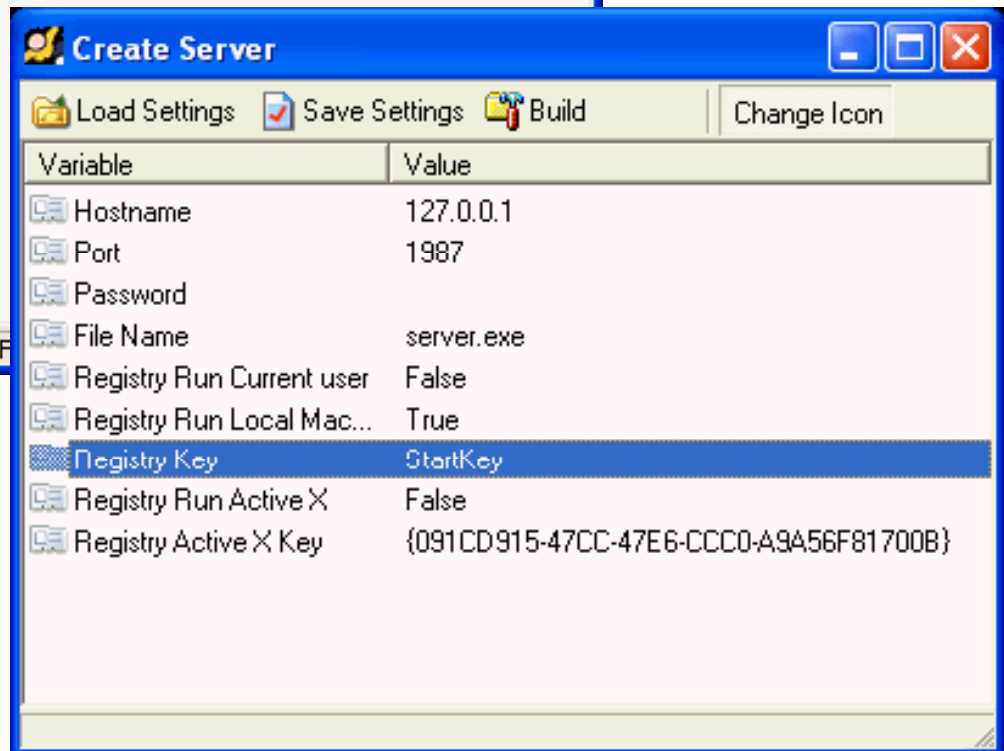 Create Server
Load Settings Save Settings Build Change Icon
Variable Value
Hostname 127.0.0.1
Port 1987
Password
File Name server.exe
Registry Run Current user False
Registry Run Local Mac... True
Registry Key StartKey
Registry Run Active X False
Registry Active X Key {091CD915-47CC-47E6-CCC0-A9A56F81700B}